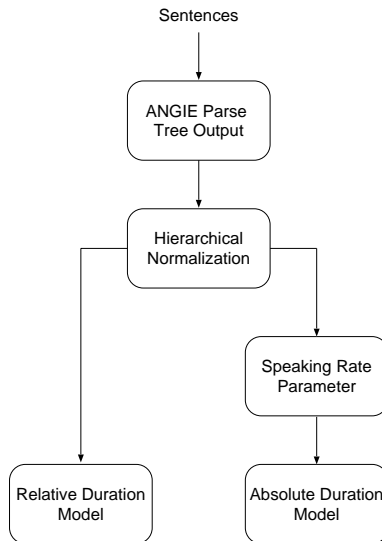 Sentences
ANGIE Parse
Tree Output
Hierarchical
Normalization
Speaking Rate
Parameter
Relative Duration
Model
Absolute Duration
Model